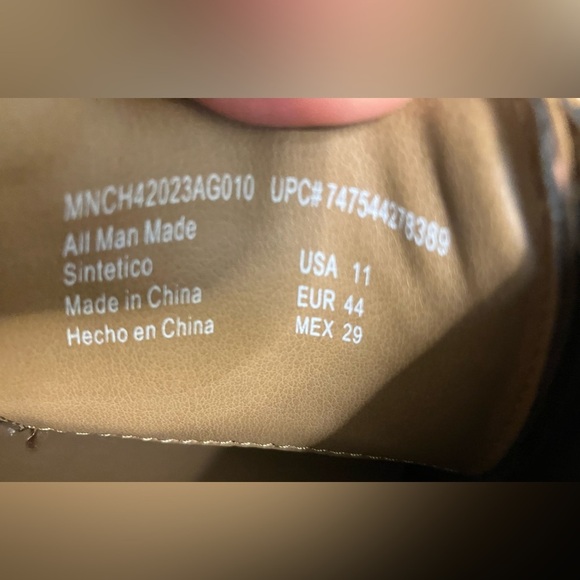 MNCH42023AG010 UPC#747544278389
All Man Made
Sintetico
Made in China
Hecho en China
USA 11
EUR 44
MEX 29